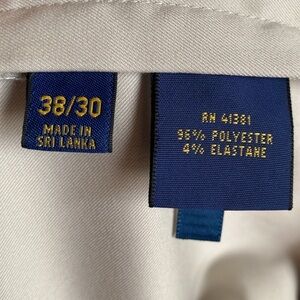 38/30
MADE IN
SRI LANKA
RN 41381
96% POLYESTER
4% ELASTANE